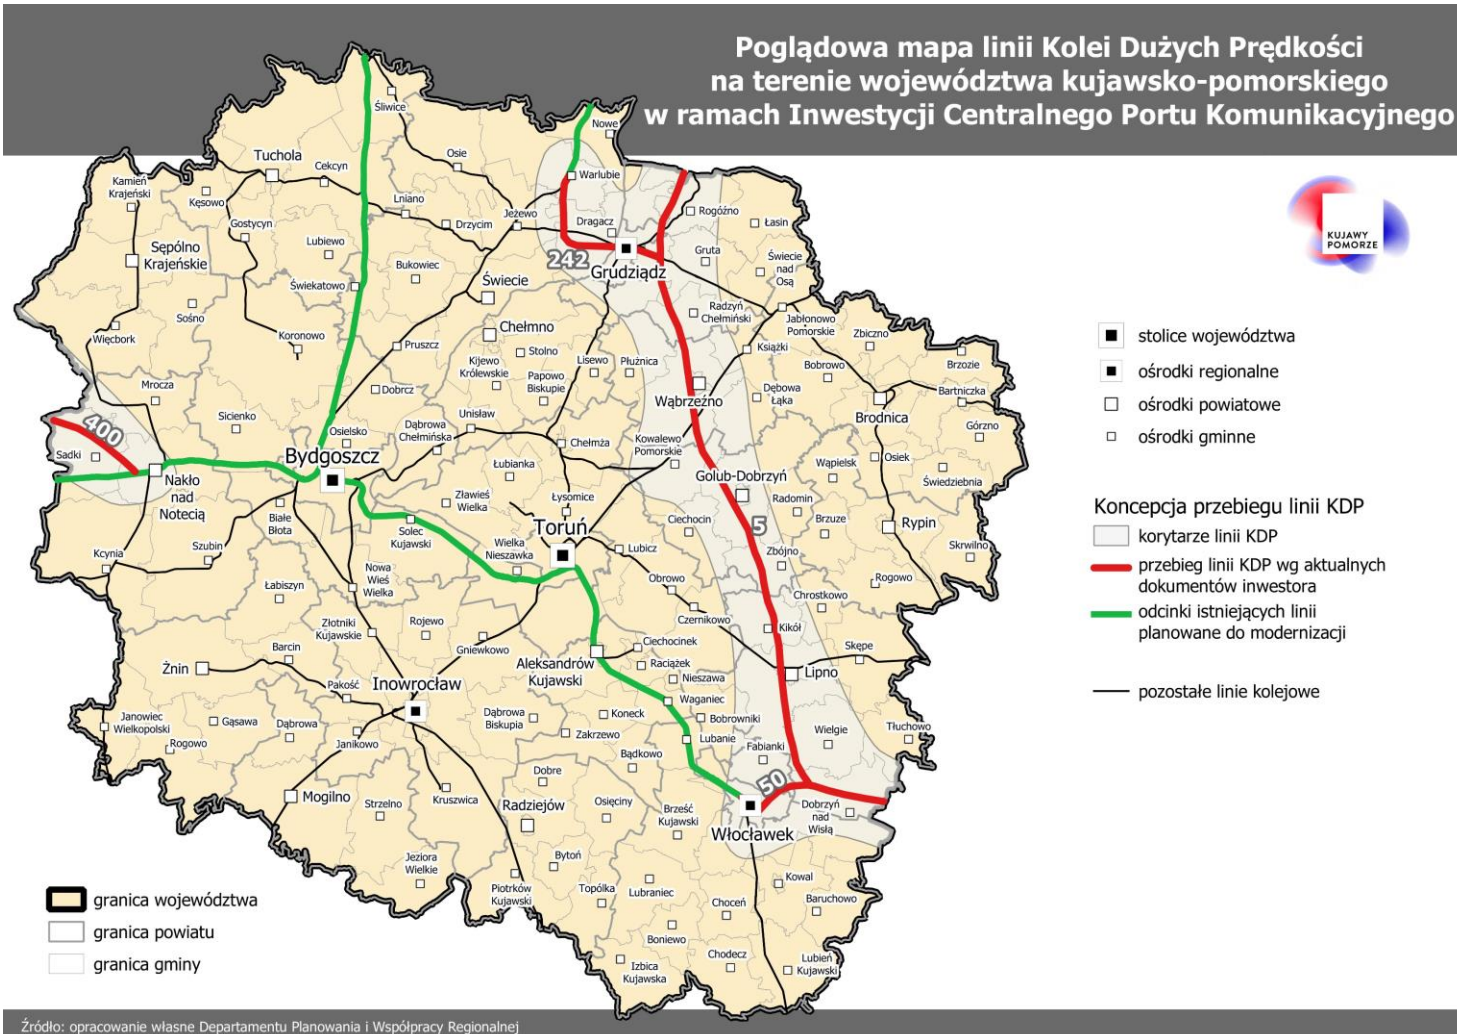 Poglądowa mapa linii Kolei Dużych Prędkości
na terenie województwa kujawsko-pomorskiego
w ramach Inwestycji Centralnego Portu Komunikacyjnego
KUJAWY
POMORZE
stolice województwa
ośrodki regionalne
ośrodki powiatowe
ośrodki gminne
Koncepcja przebiegu linii KDP
korytarze linii KDP
przebieg linii KDP wg aktualnych
dokumentów inwestora
odcinki istniejących linii
planowane do modernizacji
pozostałe linie kolejowe
Śliwice
Nowe
Tuchola
Cekcyn
Osie
Warlubie
Kamień
Krajeński
Kęsowo
Gostycyn
Lniano
Drzycim
Jeżewo
Dragacz
Rogóźno
Łasin
Lubiewo
Sępólno
Krajeńskie
Bukowiec
242
Grudziądz
Gruta
Świecie
nad
Osą
Świecie
Świekatowo
Sośno
Radzyń
Chełmiński
Jabłonowo
Pomorskie
Zbiczno
Więcbork
Koronowo
Pruszcz
Chełmno
Stolno
Kijewo
Królewskie
Papowo
Biskupie
Lisewo
Płużnica
Książki
Bobrowo
Brzozie
Bartniczka
Mrocza
Dobrcz
Wąbrzeźno
Dębowa
Łąka
Brodnica
Górzno
400
Sicienko
Osielsko
Unisław
Dąbrowa
Chełmińska
Chełmża
Kowalewo
Pomorskie
Sadki
Bydgoszcz
Nakło
nad
Notecią
Łubianka
Golub-Dobrzyń
Wąpielsk
Osiek
Świedziebnia
Zławieś
Wielka
Łysomice
Radomin
Białe
Błota
Solec
Kujawski
Toruń
Ciechocin
5
Brzuze
Rypin
Kcynia
Szubin
Wielka
Nieszawka
Lubicz
Zbójno
Skrwilno
Nowa
Wieś
Wielka
Łabiszyn
Obrowo
Rogowo
Czernikowo
Chrostkowo
Złotniki
Kujawskie
Rojewo
Gniewkowo
Kikół
Żnin
Barcin
Ciechocinek
Skępe
Aleksandrów
Kujawski
Raciążek
Nieszawa
Lipno
Pakość
Inowrocław
Waganiec
Janowiec
Wielkopolski
Gąsawa
Dąbrowa
Dąbrowa
Biskupia
Koneck
Bobrowniki
Rogowo
Janikowo
Zakrzewo
Lubanie
Fabianki
Wielgie
Tłuchowo
Bądkowo
Dobre
50
Mogilno
Strzelno
Kruszwica
Radziejów
Osięciny
Brześć
Kujawski
Włocławek
Dobrzyń
nad
Wisłą
Jeziora
Wielkie
Bytoń
Piotrków
Kujawski
Topólka
Lubraniec
Choceń
Kowal
Baruchowo
Boniewo
Izbica
Kujawska
Chodecz
Lubień
Kujawski
granica województwa
granica powiatu
granica gminy
Źródło: opracowanie własne Departamentu Planowania i Współpracy Regionalnej